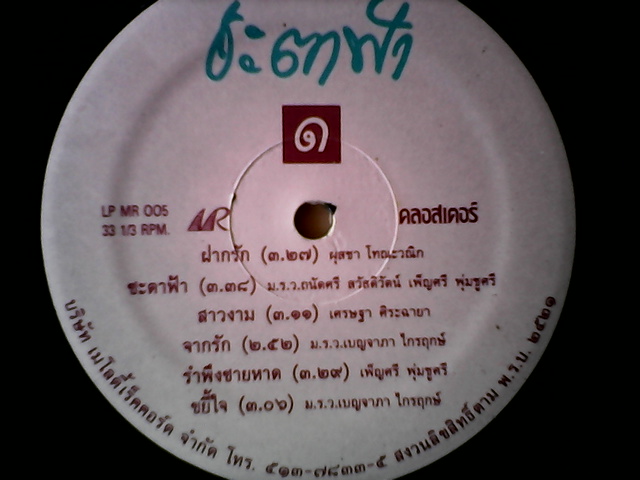 ชะตาฟ้า
๑
LP MR 005
33 1/3 RPM.
MR
คลอสเตอร์
ฝากรัก (๓.๒๗) ผุสชา โทณะวณิก
ชะตาฟ้า (๓.๓๘) ม.ร.ว.ถนัดศรี สวัสดิวัตน์ เพ็ญศรี พุ่มชูศรี
สาวงาม (๓.๑๑) เศรษฐา ศิระฉายา
จากรัก (๒.๕๒) ม.ร.ว.เบญจาภา ไกรฤกษ์
รำพึงชายหาด (๓.๒๙) เพ็ญศรี พุ่มชูศรี
ขยี้ใจ (๓.๐๖) ม.ร.ว.เบญจาภา ไกรฤกษ์
บริษัท เมโลดี้เร็คคอร์ด จำกัด โทร. ๕๑๓-๗๘๓๓-๕ สงวนลิขสิทธิ์ตาม พ.ร.บ. ๒๕๒๑